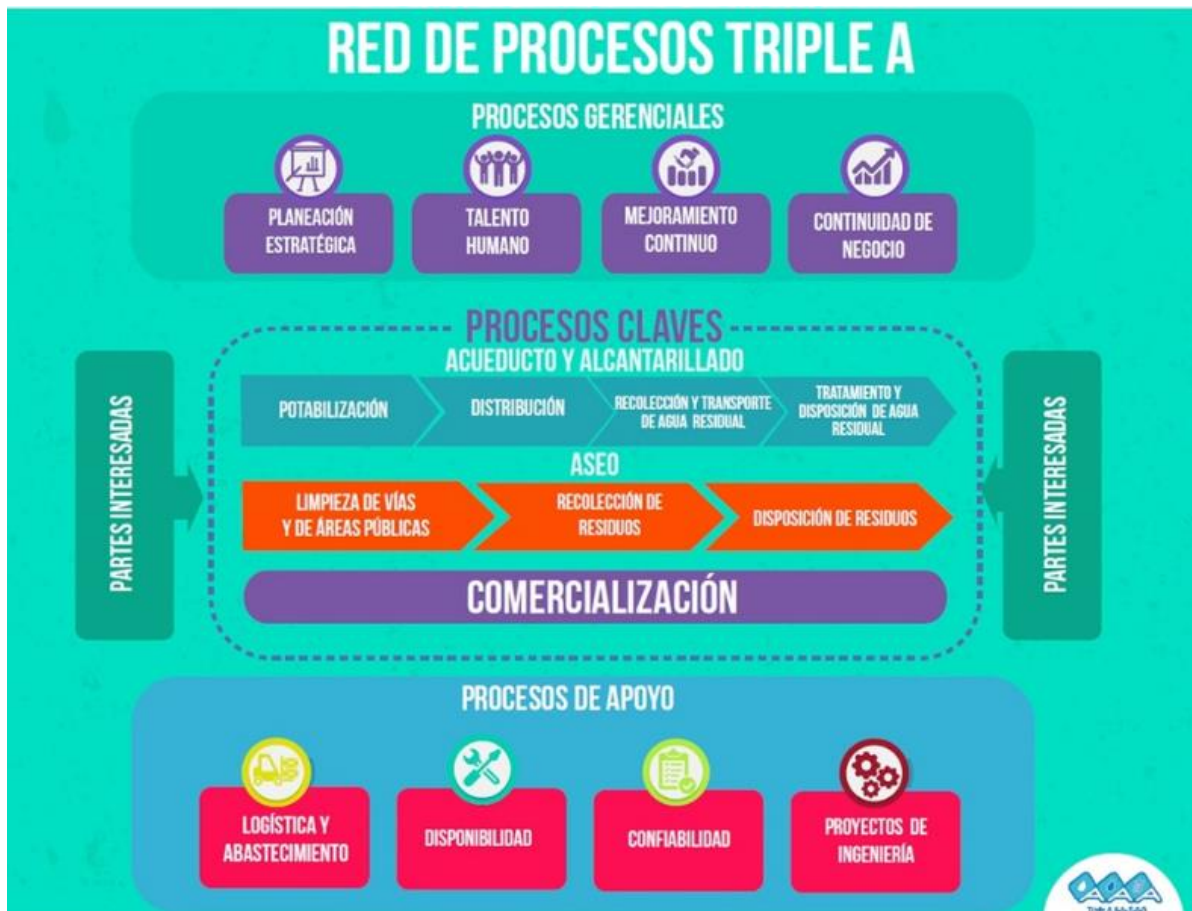 RED DE PROCESOS TRIPLE A
PROCESOS GERENCIALES
PLANEACIÓN
ESTRATÉGICA
TALENTO
HUMANO
MEJORAMIENTO
CONTINUO
CONTINUIDAD DE
NEGOCIO
PROCESOS CLAVES
ACUEDUCTO Y ALCANTARILLADO
POTABILIZACIÓN
DISTRIBUCIÓN
RECOLECCIÓN Y TRANSPORTE
DE AGUA RESIDUAL
TRATAMIENTO Y
DISPOSICIÓN DE AGUA
RESIDUAL
ASEO
LIMPIEZA DE VÍAS
Y DE ÁREAS PÚBLICAS
RECOLECCIÓN DE
RESIDUOS
DISPOSICIÓN DE RESIDUOS
COMERCIALIZACIÓN
PARTES INTERESADAS
PARTES INTERESADAS
PROCESOS DE APOYO
LOGÍSTICA Y
ABASTECIMIENTO
DISPONIBILIDAD
CONFIABILIDAD
PROYECTOS DE
INGENIERÍA
AAA